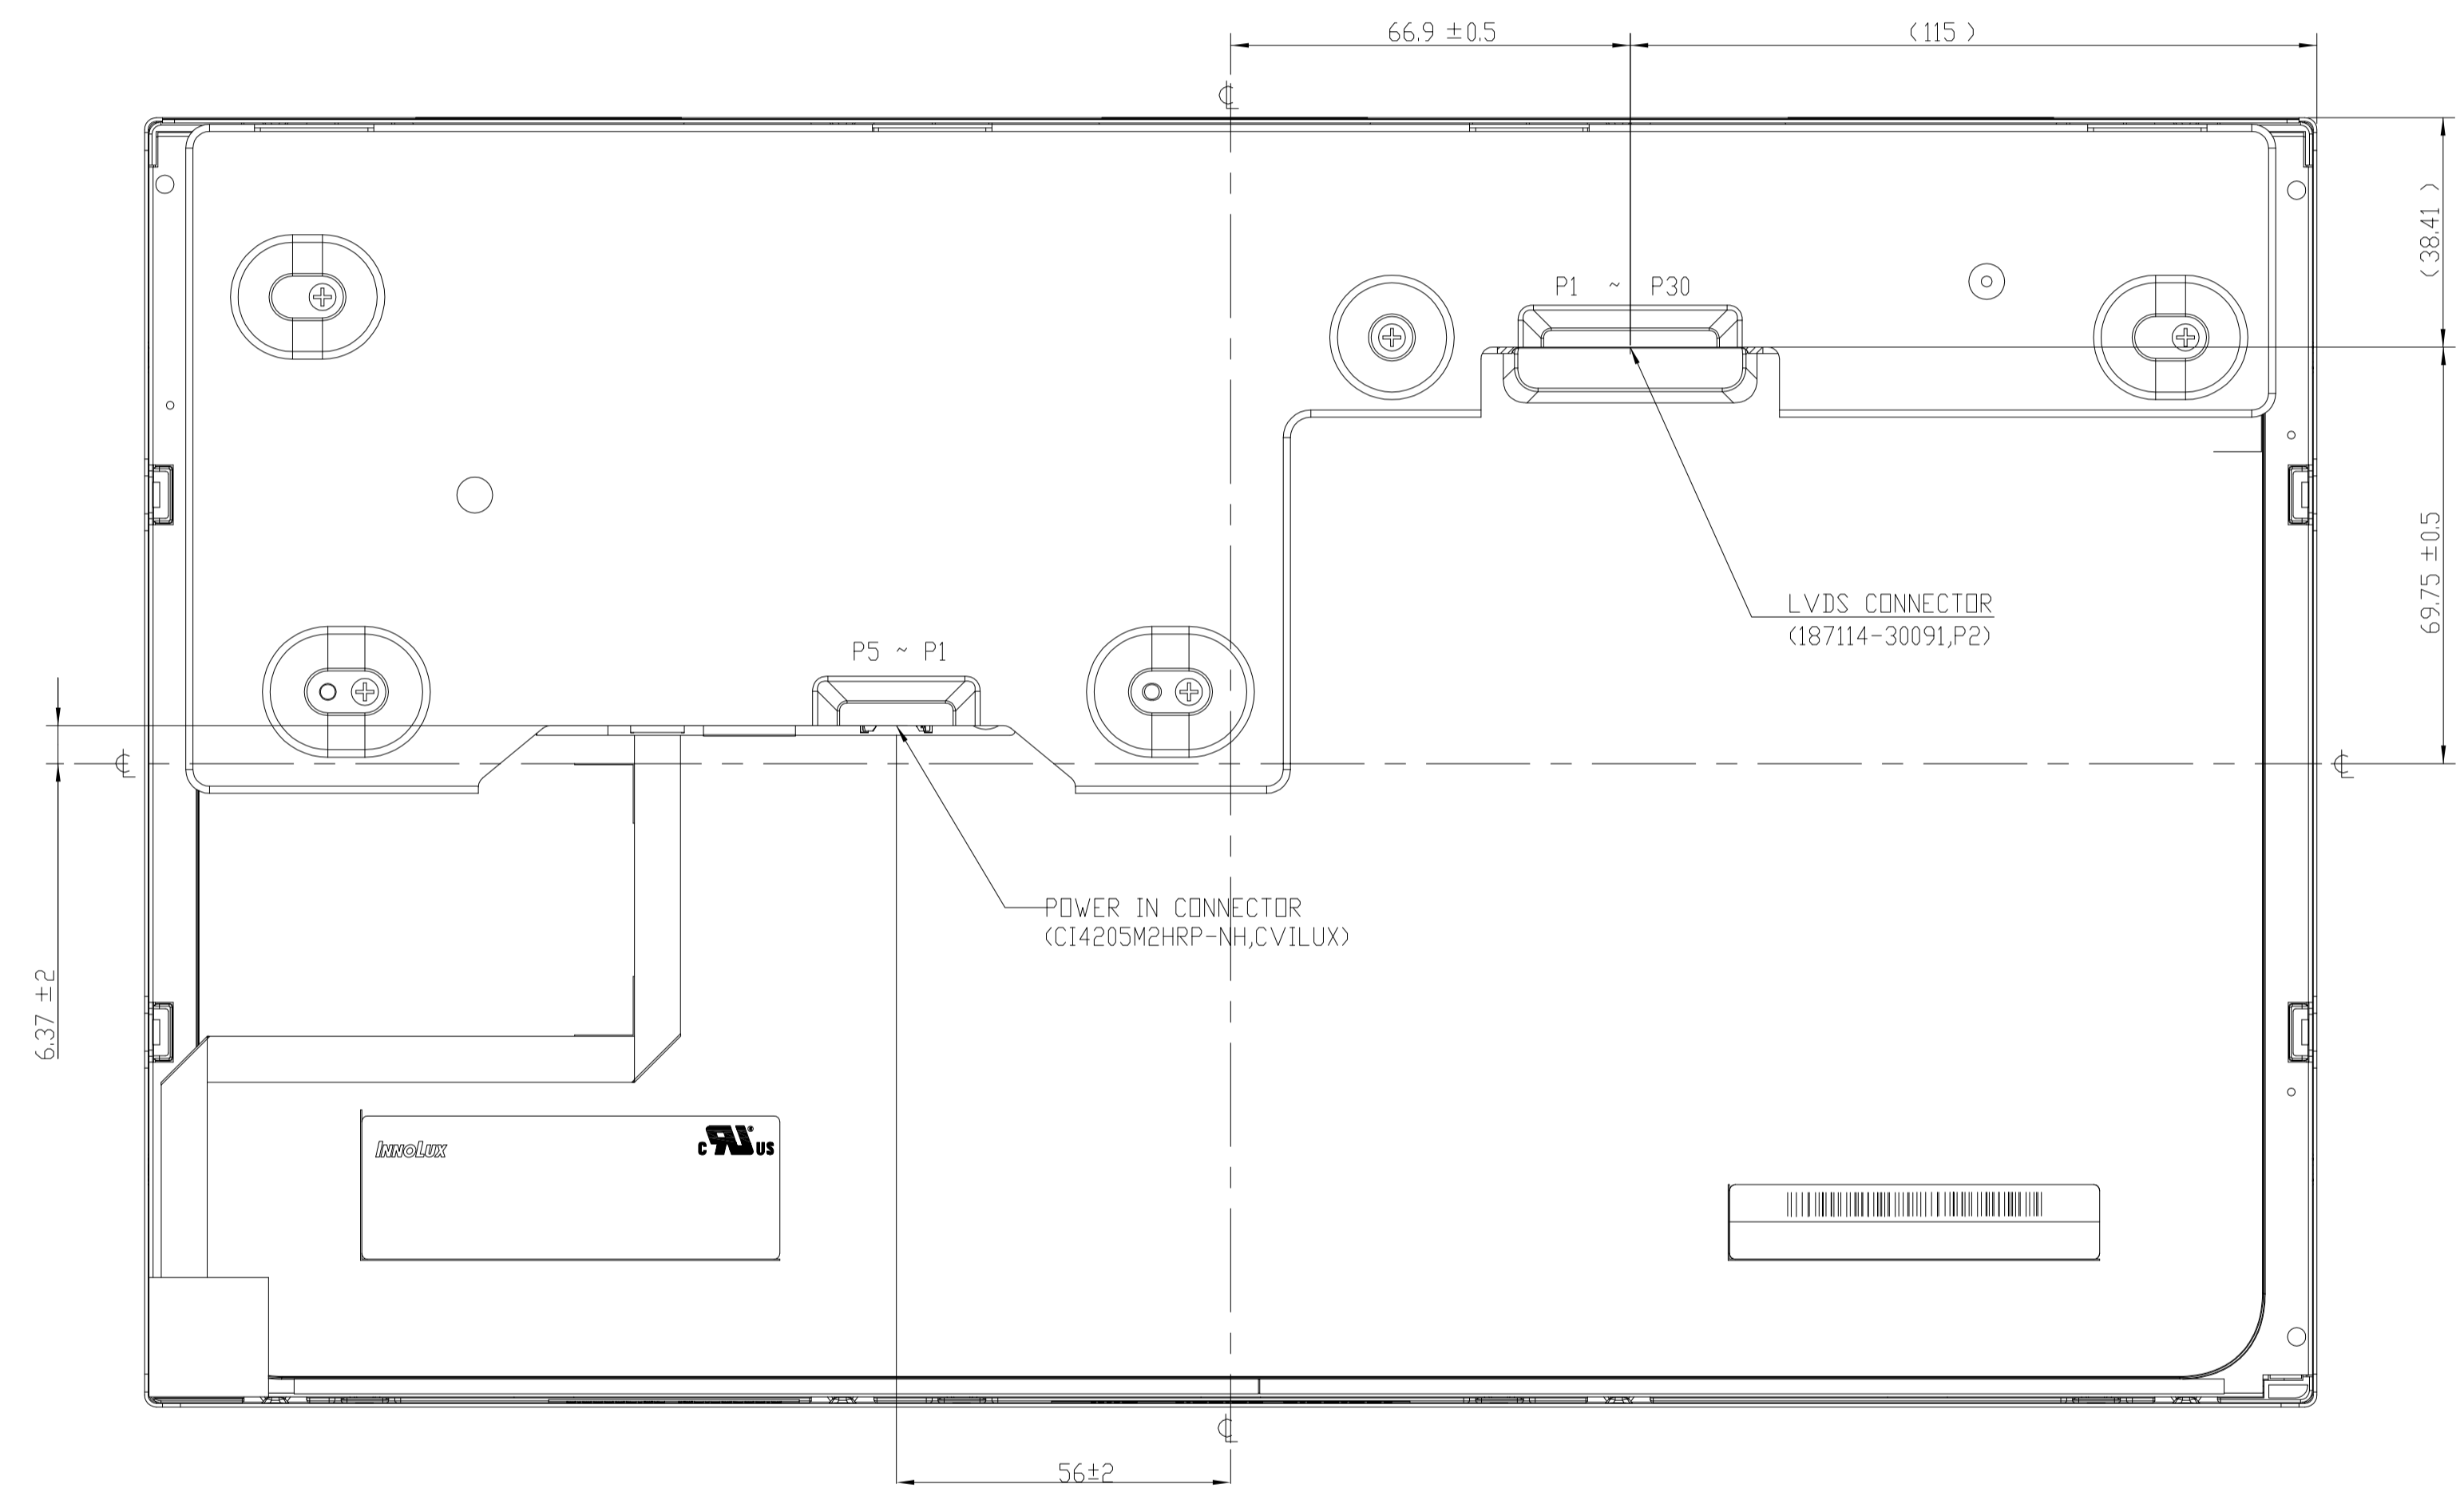 66.9 ±0.5
(115)
℄
(38.41)
P1 ~ P30
69.75 ±0.5
LVDS CONNECTOR
(187114-30091,P2)
P5 ~ P1
℄
℄
POWER IN CONNECTOR
(CI4205M2HRP-NH,CVILUX)
6.37 ±2
INNOLUX
C RU ® US
℄
56±2